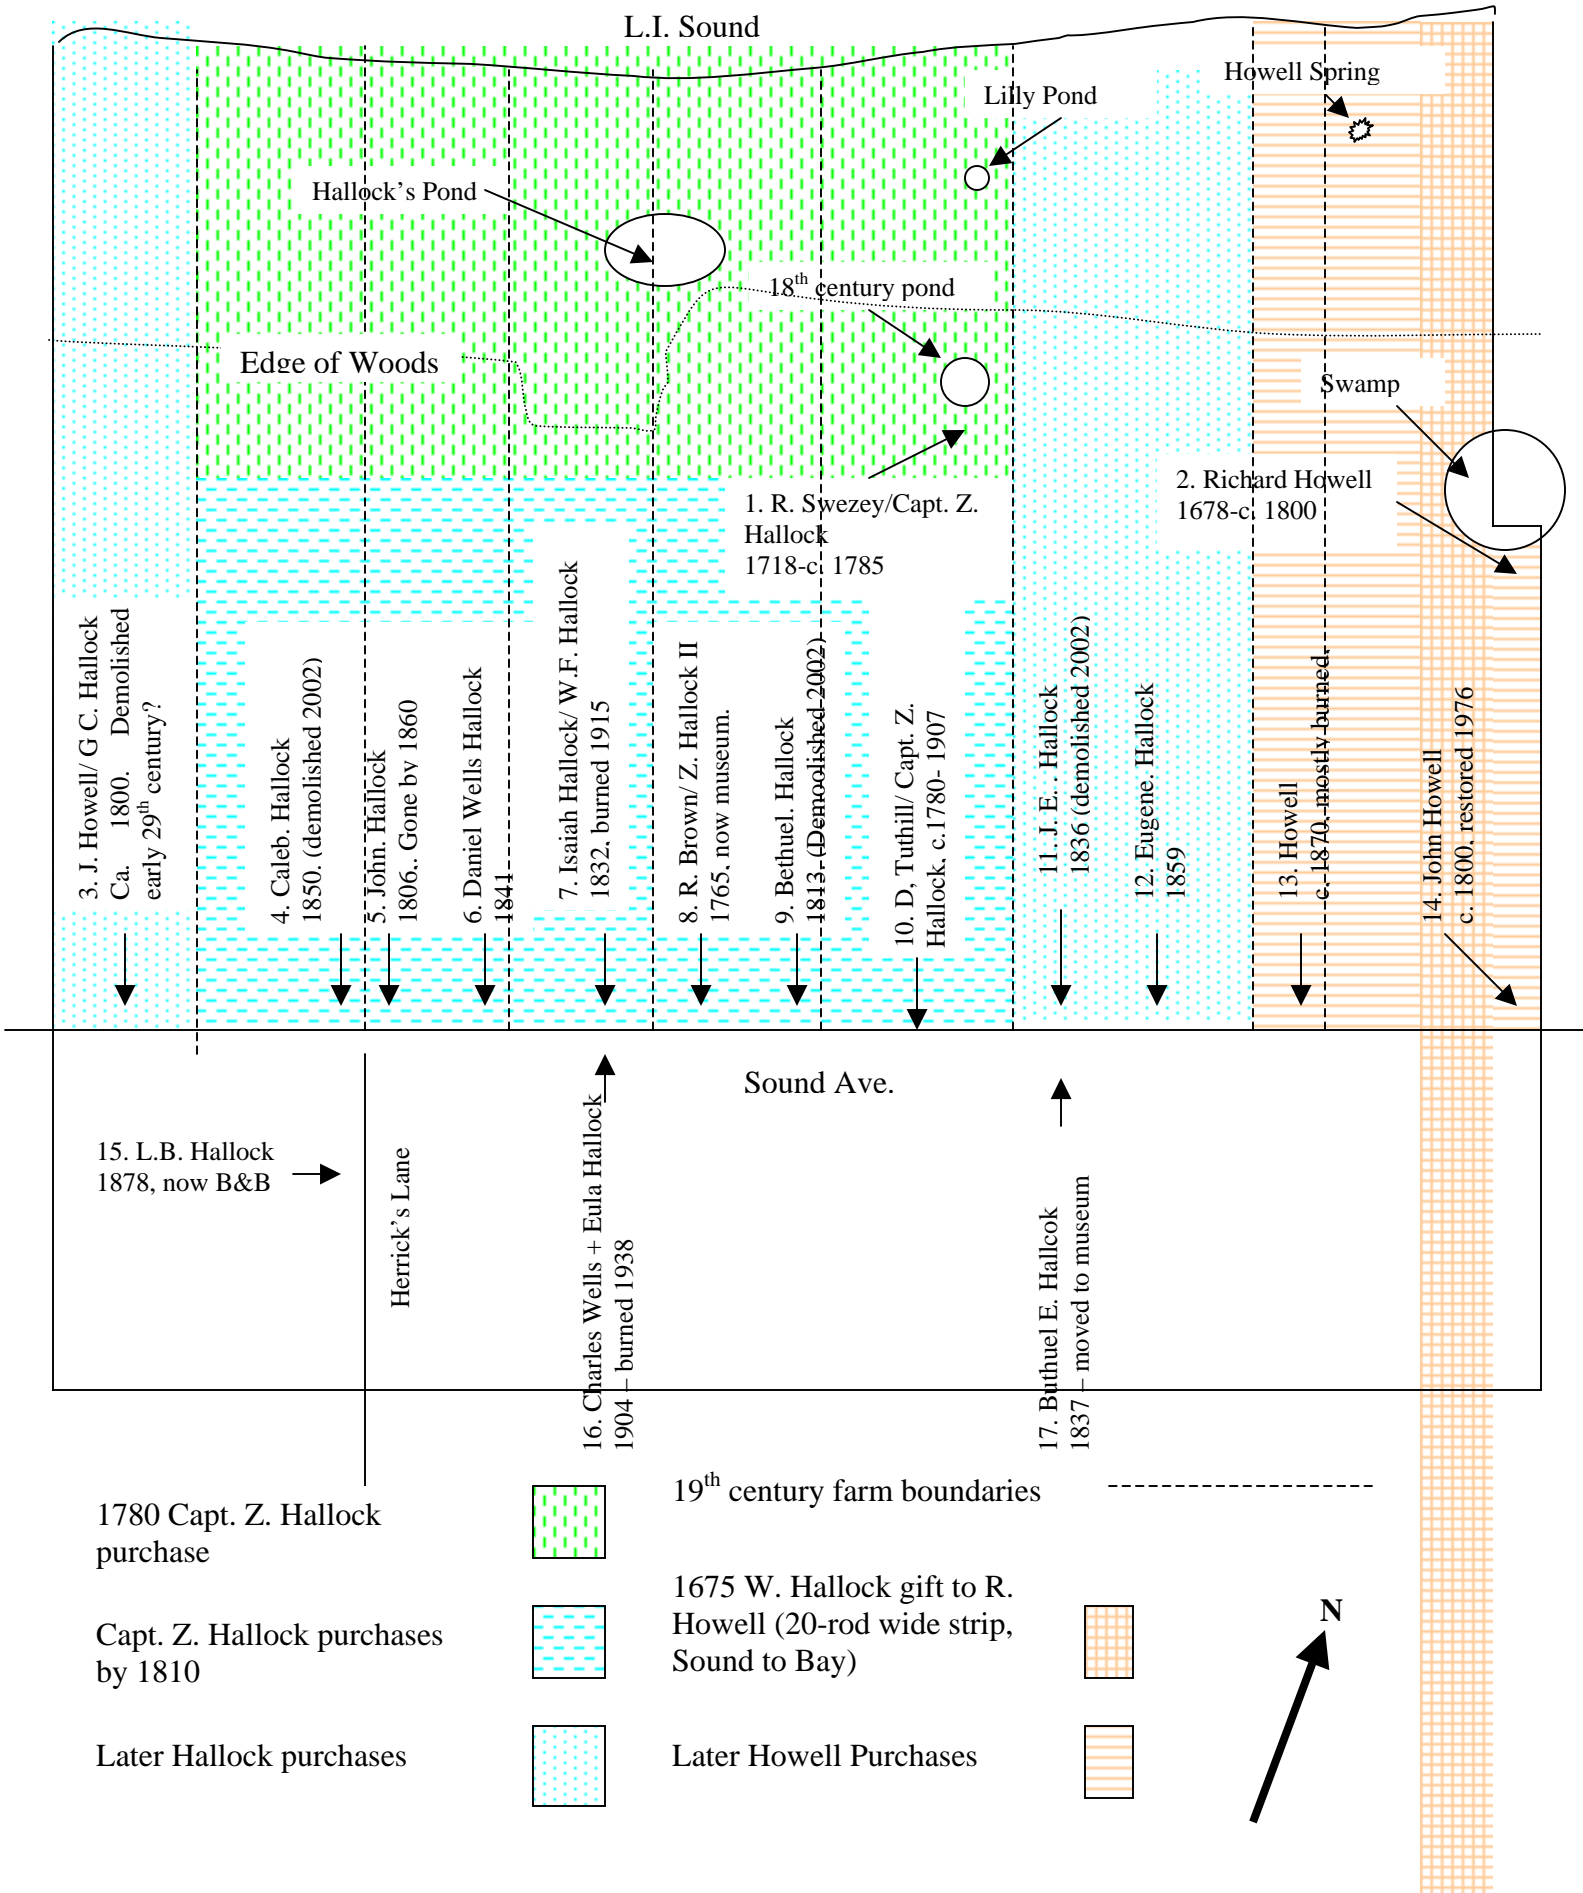 L.I. Sound
Howell Spring
Lilly Pond
Hallock's Pond
18th century pond
Edge of Woods
Swamp
1. R. Swezey/Capt. Z.
Hallock
1718-c. 1785
2. Richard Howell
1678-c. 1800
3. J. Howell/ G C. Hallock
Ca. 1800. Demolished
early 29th century?
4. Caleb. Hallock
1850. (demolished 2002)
5. John. Hallock
1806,. Gone by 1860
6. Daniel Wells Hallock
1841
7. Isaiah Hallock/ W.F. Hallock
1832, burned 1915
8. R. Brown/ Z. Hallock II
1765, now museum.
9. Bethuel. Hallock
1813. (Demolished 2002)
10. D, Tuthill/ Capt. Z.
Hallock, c.1780- 1907
11. J. E. . Hallock
1836 (demolished 2002)
12. Eugene. Hallock
1859
13. Howell
c. 1870, mostly burned.
14. John Howell
c. 1800, restored 1976
Sound Ave.
15. L.B. Hallock
1878, now B&B
Herrick's Lane
16. Charles Wells + Eula Hallock
1904 – burned 1938
17. Buthuel E. Hallcok
1837 – moved to museum
1780 Capt. Z. Hallock
purchase
Capt. Z. Hallock purchases
by 1810
Later Hallock purchases
19th century farm boundaries
1675 W. Hallock gift to R.
Howell (20-rod wide strip,
Sound to Bay)
Later Howell Purchases
N